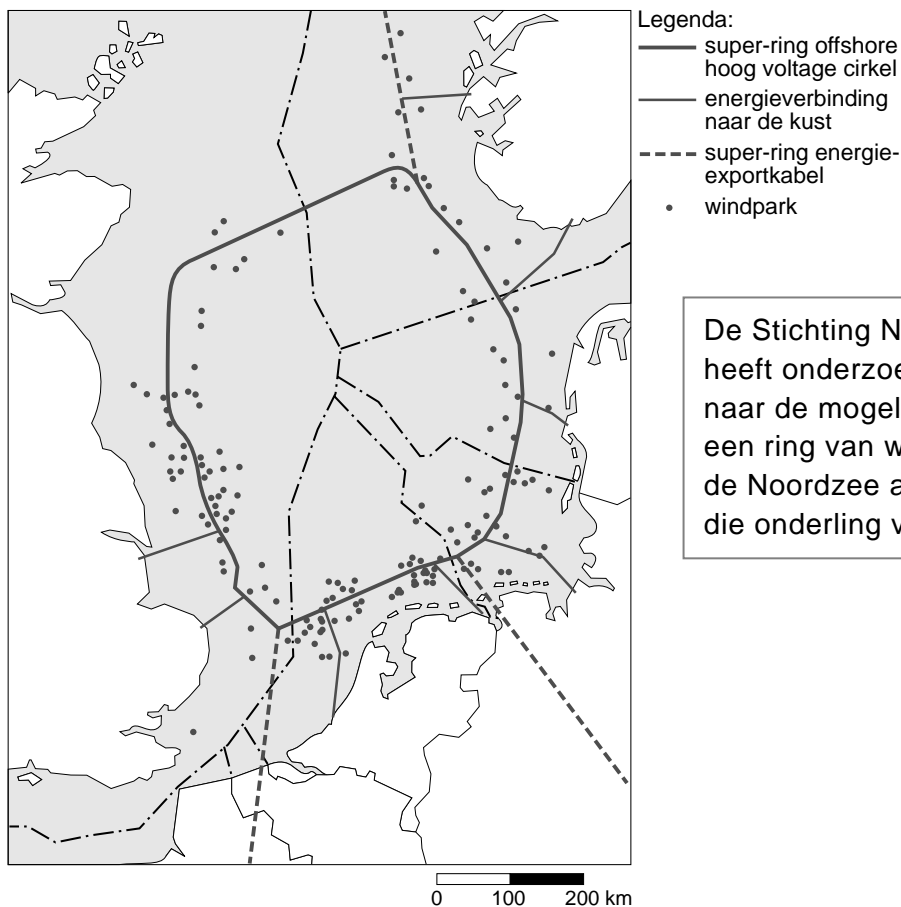 Legenda:
super-ring offshore
hoog voltage cirkel
energieverbinding
naar de kust
super-ring energie-
exportkabel
windpark
De Stichting N
heeft onderzoe
naar de mogel
een ring van w
de Noordzee a
die onderling v
0 100 200 km